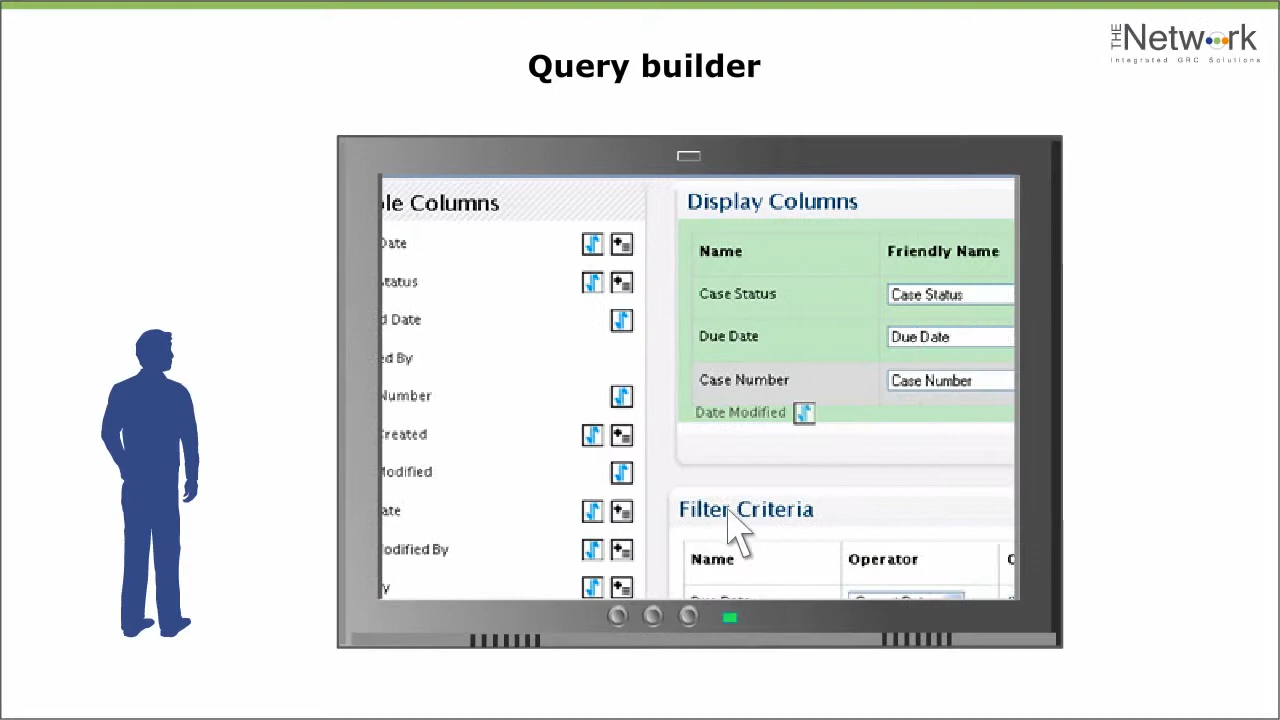 THE Network
Integrated GRC Solutions
Query builder
ole Columns
Date
Status
d Date
ed By
Number
Created
Modified
ate
odified By
y
Display Columns
Name Friendly Name
Case Status Case Status
Due Date Due Date
Case Number Case Number
Date Modified
Filter Criteria
Name Operator